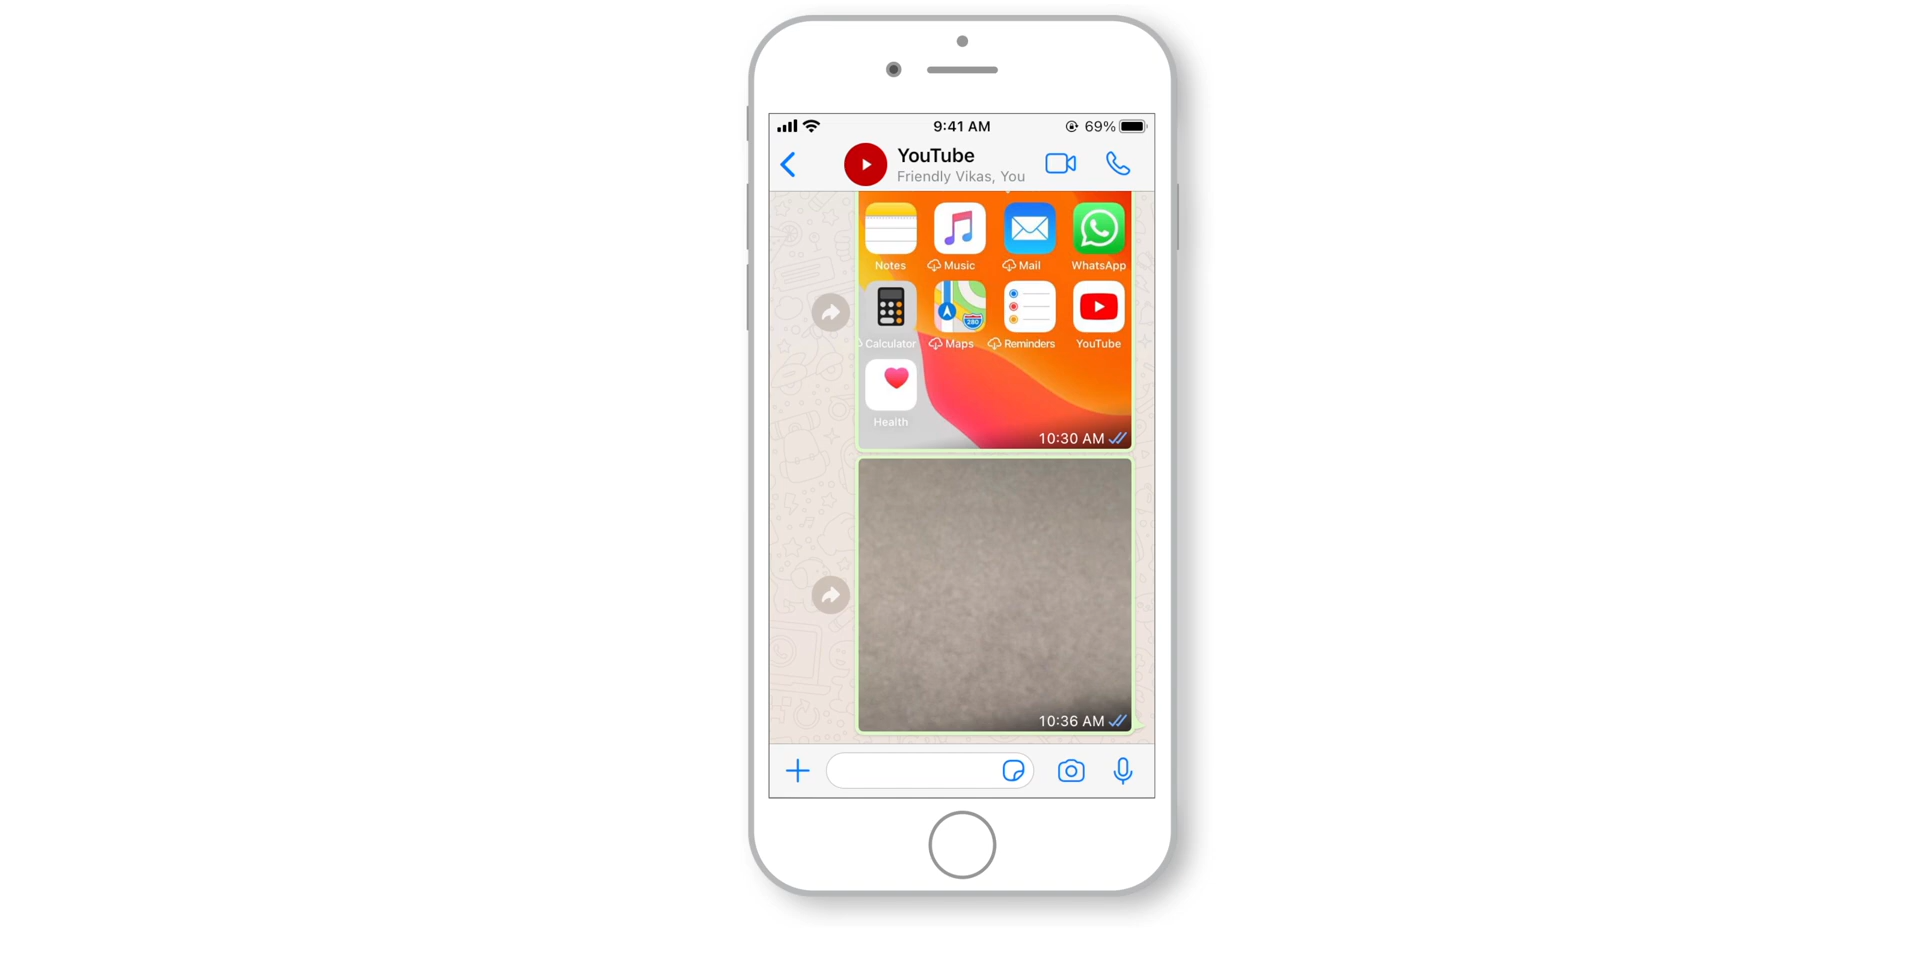 9:41 AM
69%
YouTube
Friendly Vikas, You
Notes
Music
Mail
WhatsApp
280
Calculator
Maps
Reminders
YouTube
Health
10:30 AM
10:36 AM